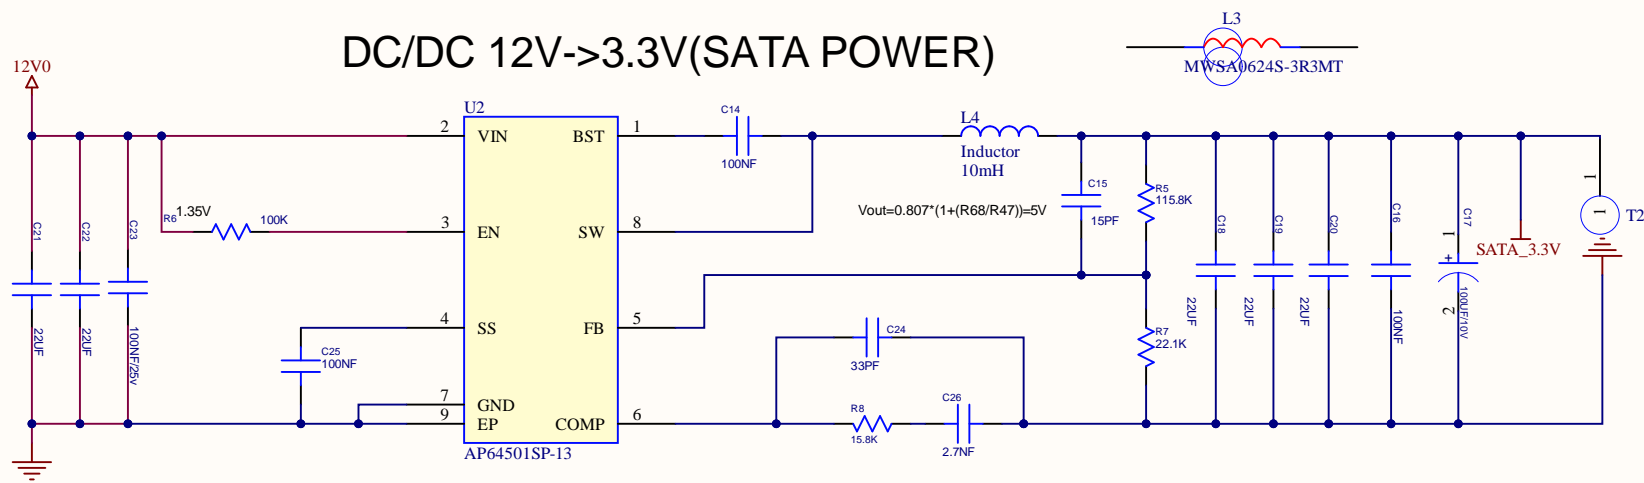 DC/DC 12V->3.3V(SATA POWER)
L3
MWSA0624S-3R3MT
12V0
U2
2
VIN
BST
1
C14
100NF
L4
Inductor
10mH
R6
1.35V
100K
3
EN
SW
8
Vout=0.807*(1+(R68/R47))=5V
C15
15PF
R5
115.8K
C21
22UF
C22
22UF
C23
100NF/25v
4
SS
FB
5
C25
100NF
7
GND
9
EP
COMP
6
AP64501SP-13
C24
33PF
R8
15.8K
C26
2.7NF
R7
22.1K
C18
22UF
C19
22UF
C20
22UF
C16
100NF
C17
1
+
2
100UF/10V
SATA_3.3V
1
1
T2